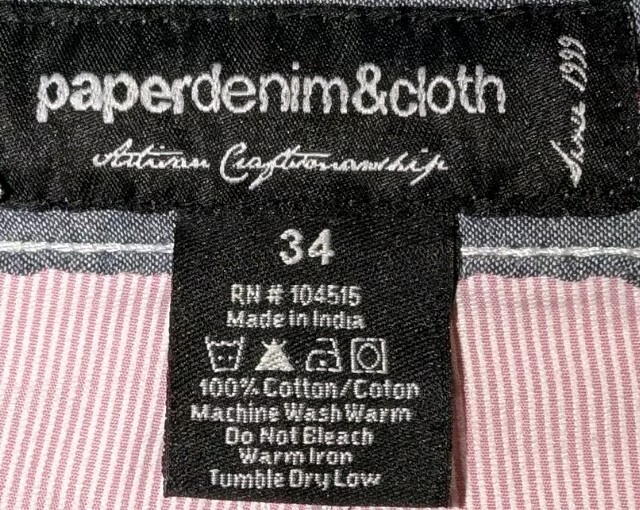 paperdenim&cloth
Artisan Craftsmanship
Since 1999
34
RN # 104515
Made in India
100% Cotton/Coton
Machine Wash Warm
Do Not Bleach
Warm Iron
Tumble Dry Low